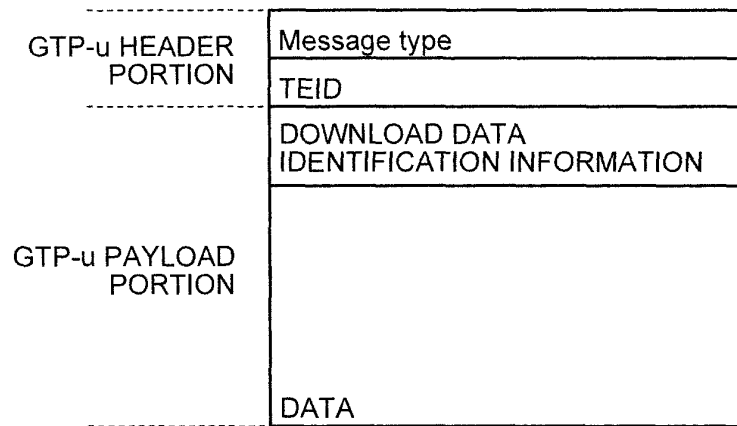 GTP-u HEADER
PORTION
Message type
TEID
DOWNLOAD DATA
IDENTIFICATION INFORMATION
GTP-u PAYLOAD
PORTION
DATA